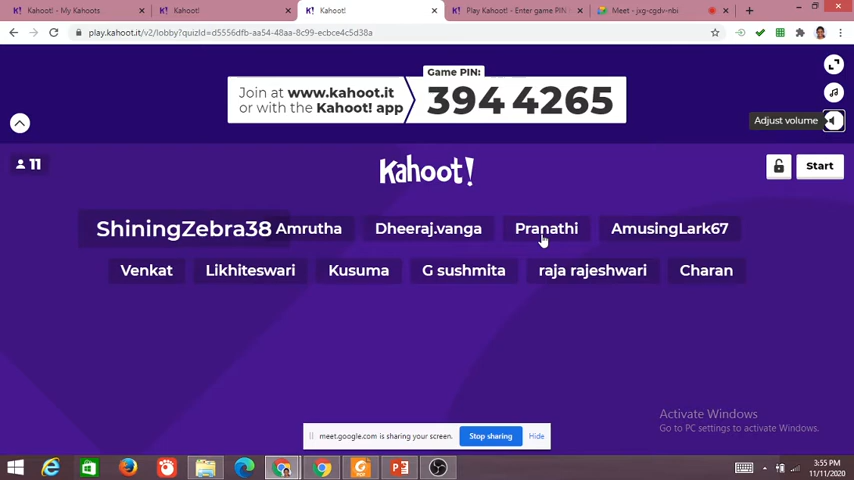 Kahoot! - My Kahoots
Kahoot!
Kahoot!
Play Kahoot! - Enter game PIN
Meet - jxg-cgdv-nbi
play.kahoot.it/v2/lobby?quizId=d5556dfb-aa54-48aa-8c99-ecbce4c5d38a
Join at www.kahoot.it
or with the Kahoot! app
Game PIN:
394 4265
Adjust volume
11
Kahoot!
Start
ShiningZebra38
Amrutha
Dheeraj.vanga
Pranathi
AmusingLark67
Venkat
Likhiteswari
Kusuma
G sushmita
raja rajeshwari
Charan
Activate Windows
Go to PC settings to activate Windows.
meet.google.com is sharing your screen.
Stop sharing
Hide
3:55 PM
11/11/2020